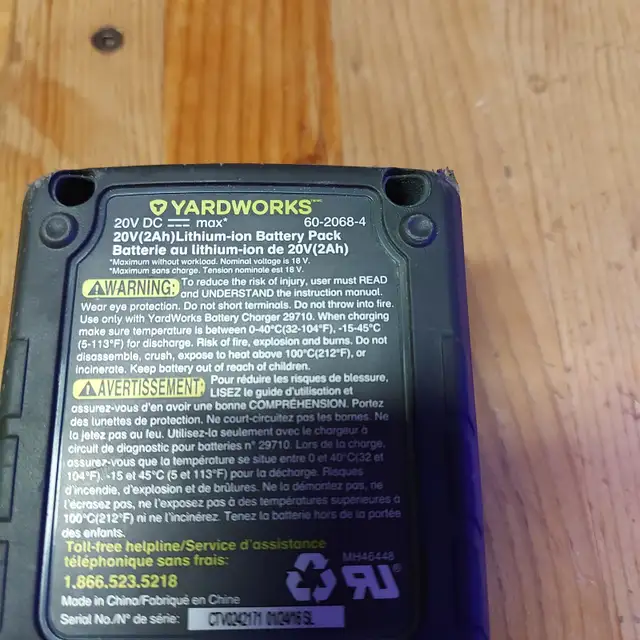 YARDWORKS
20V DC max* 60-2068-4
20V(2Ah)Lithium-ion Battery Pack
Batterie au lithium-ion de 20V(2Ah)
*Maximum without workload. Nominal voltage is 18 V.
*Maximum sans charge. Tension nominale est 18 V.
WARNING: To reduce the risk of injury, user must READ
and UNDERSTAND the instruction manual.
Wear eye protection. Do not short terminals. Do not throw into fire.
Use only with YardWorks Battery Charger 29710. When charging
make sure temperature is between 0-40°C(32-104°F), -15-45°C
(5-113°F) for discharge. Risk of fire, explosion and burns. Do not
disassemble, crush, expose to heat above 100°C(212°F), or
incinerate. Keep battery out of reach of children.
AVERTISSEMENT: Pour réduire les risques de blessure,
LISEZ le guide d'utilisation et
assurez-vous d'en avoir une bonne COMPRÉHENSION. Portez
des lunettes de protection. Ne court-circuitez pas les bornes. Ne
la jetez pas au feu. Utilisez-la seulement avec le chargeur à
circuit de diagnostic pour batteries n° 29710. Lors de la charge,
assurez-vous que la température se situe entre 0 et 40°C(32 et
104°F), -15 et 45°C (5 et 113°F) pour la décharge. Risques
d'incendie, d'explosion et de brûlures. Ne la démontez pas, ne
l'écrasez pas, ne l'exposez pas à des températures supérieures à
100°C(212°F) ni ne l'incinérez. Tenez la batterie hors de la portée
des enfants.
Toll-free helpline/Service d'assistance
téléphonique sans frais:
1.866.523.5218
MH46448
Made in China/Fabriqué en Chine
Serial No./N° de série: CTV0242171 01/24/16 SL